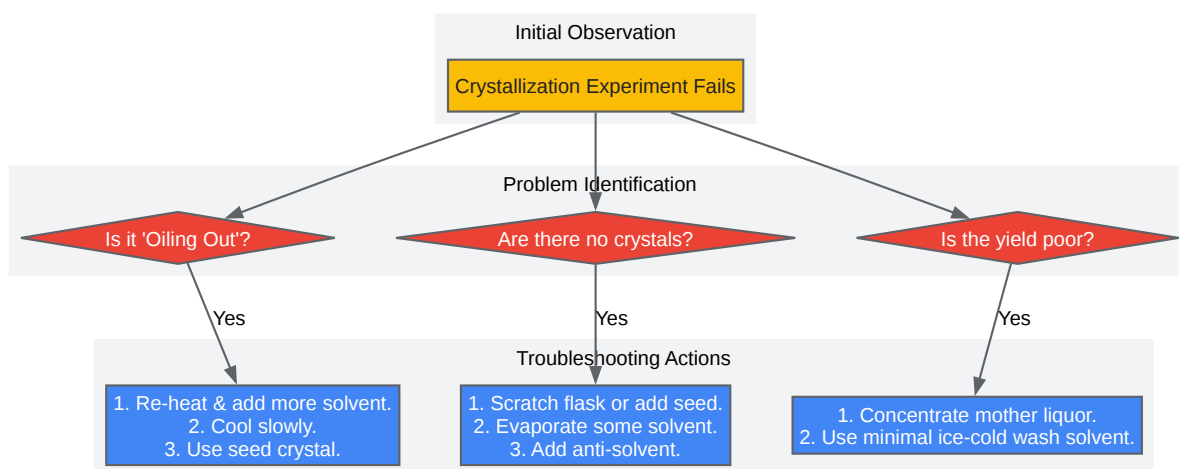 Initial Observation
Crystallization Experiment Fails
Problem Identification
Is it 'Oiling Out'?
Are there no crystals?
Is the yield poor?
Yes
Yes
Yes
Troubleshooting Actions
1. Re-heat & add more solvent.
2. Cool slowly.
3. Use seed crystal.
1. Scratch flask or add seed.
2. Evaporate some solvent.
3. Add anti-solvent.
1. Concentrate mother liquor.
2. Use minimal ice-cold wash solvent.